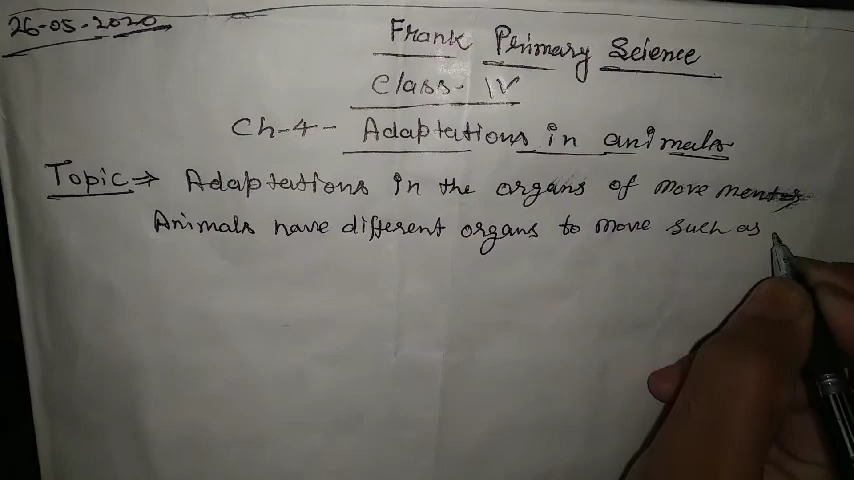 26-05-2020
Frank Primary Science
Class-IV
Ch-4- Adaptations in animals
Topic⇒ Adaptations in the organs of movements
Animals have different organs to move such as